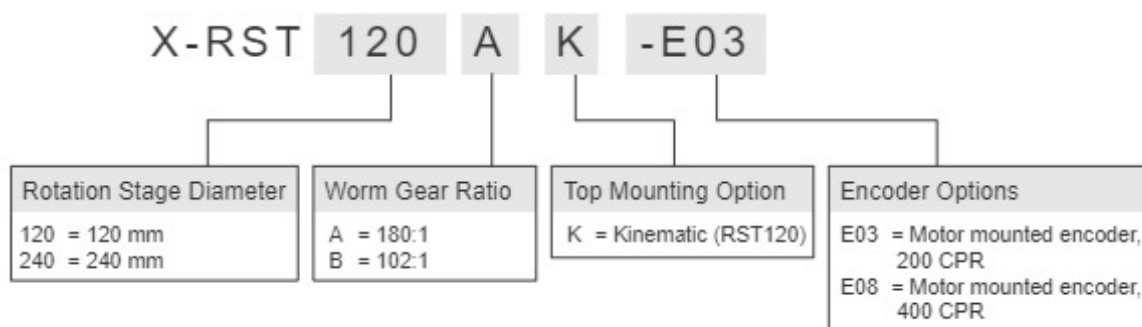 X-RST 120 A K -E03
Rotation Stage Diameter
120 = 120 mm
240 = 240 mm
Worm Gear Ratio
A = 180:1
B = 102:1
Top Mounting Option
K = Kinematic (RST120)
Encoder Options
E03 = Motor mounted encoder,
200 CPR
E08 = Motor mounted encoder,
400 CPR